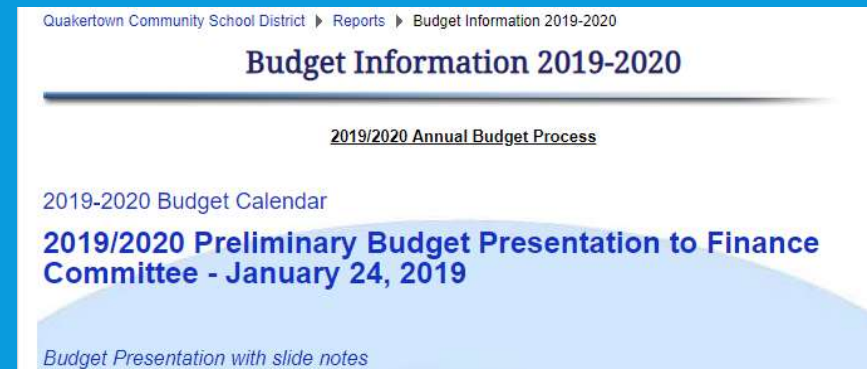 Quakertown Community School District ▶ Reports ▶ Budget Information 2019-2020
Budget Information 2019-2020
2019/2020 Annual Budget Process
2019-2020 Budget Calendar
2019/2020 Preliminary Budget Presentation to Finance
Committee - January 24, 2019
Budget Presentation with slide notes